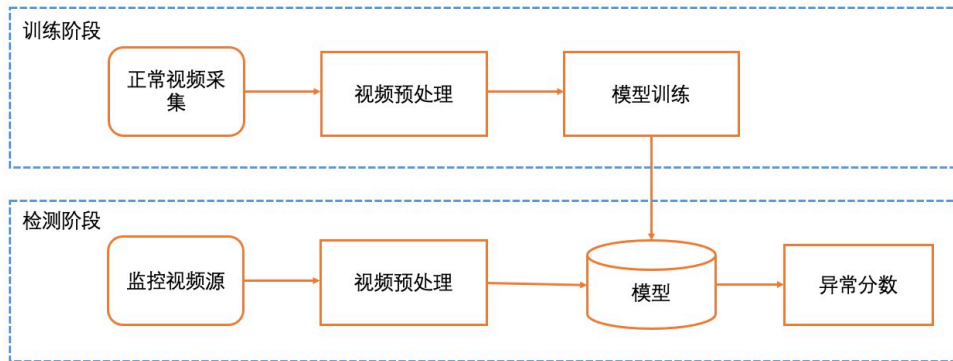 训练阶段
正常视频采
集
视频预处理
模型训练
检测阶段
监控视频源
视频预处理
模型
异常分数